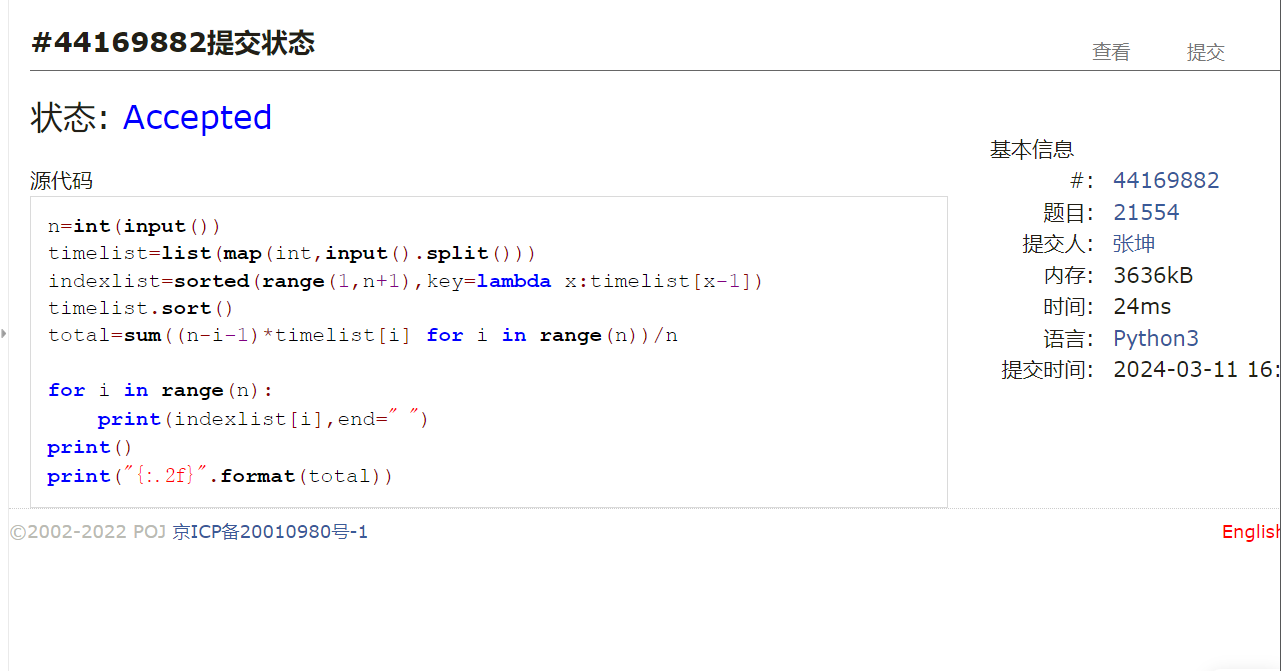 #44169882提交状态
查看 提交
状态: Accepted
基本信息
#: 44169882
题目: 21554
提交人: 张坤
内存: 3636kB
时间: 24ms
语言: Python3
提交时间: 2024-03-11 16:
源代码
n=int(input())
timelist=list(map(int,input().split()))
indexlist=sorted(range(1,n+1),key=lambda x:timelist[x-1])
timelist.sort()
total=sum((n-i-1)*timelist[i] for i in range(n))/n
for i in range(n):
    print(indexlist[i],end=" ")
print()
print("{:.2f}".format(total))
©2002-2022 POJ 京ICP备20010980号-1
English